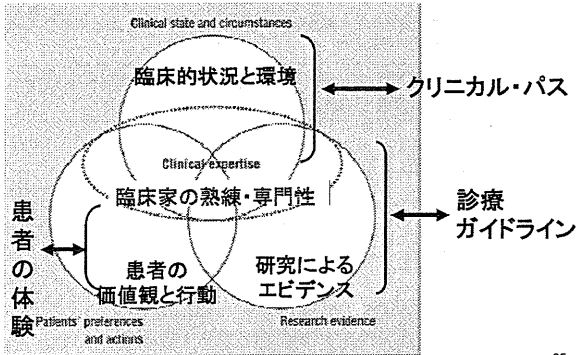 Clinical state and circumstances
臨床的状況と環境
クリニカル・パス
Clinical expertise
臨床家の熟練・専門性
診療
ガイドライン
患者の体験
患者の
価値観と行動
研究による
エビデンス
Patients' preferences
and actions
Research evidence